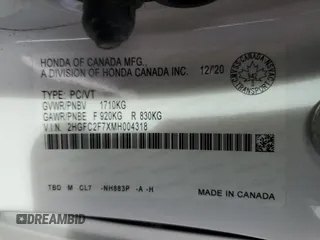 HONDA OF CANADA MFG.,
A DIVISION OF HONDA CANADA INC. 12/'20
TYPE: PC/VT
GVWR/PNBV 1710KG
GAWR/PNBE F 920KG R 830KG
V.I.N.: 2HGFC2F7XMH004318
TBD M CL7 -NH883P -A -H
MADE IN CANADA
DREAMBID